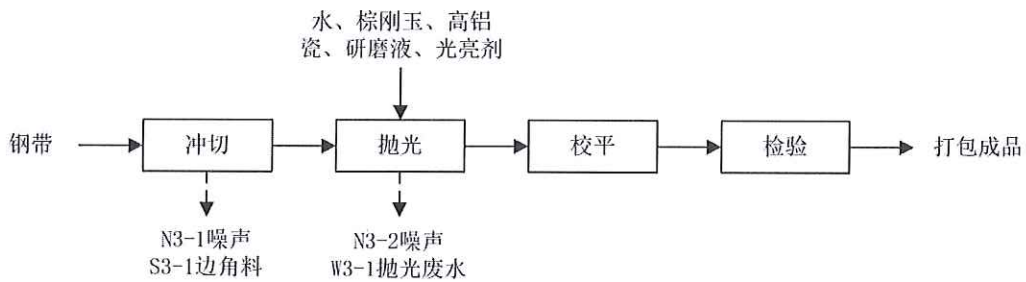 水、棕刚玉、高铝
瓷、研磨液、光亮剂
钢带
冲切
抛光
校平
检验
打包成品
N3-1噪声
S3-1边角料
N3-2噪声
W3-1抛光废水